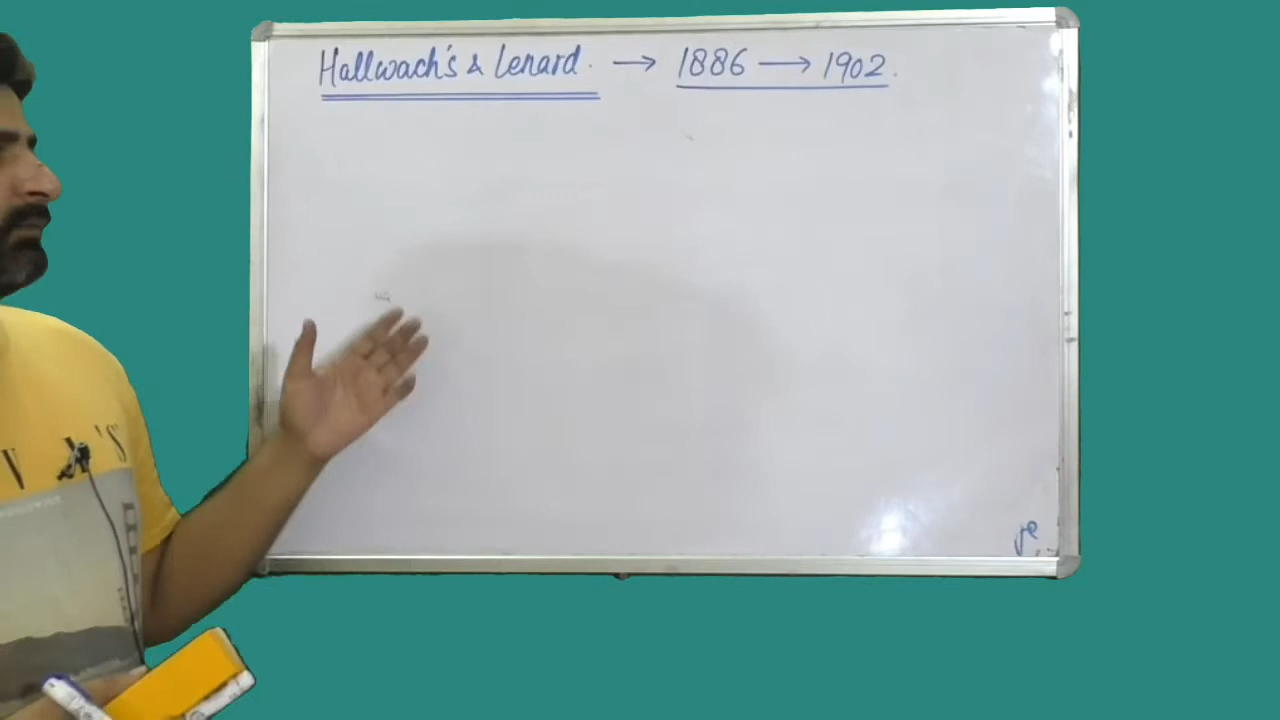 Hallwach's & Lenard. → 1886 → 1902.